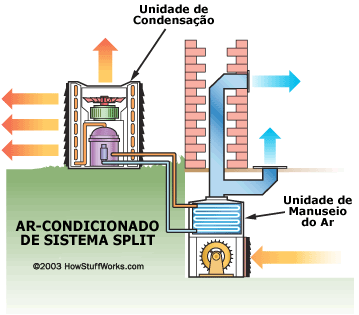 Unidade de
Condensação
Unidade de
Manuseio
do Ar
AR-CONDICIONADO
DE SISTEMA SPLIT
©2003 HowStuffWorks.com